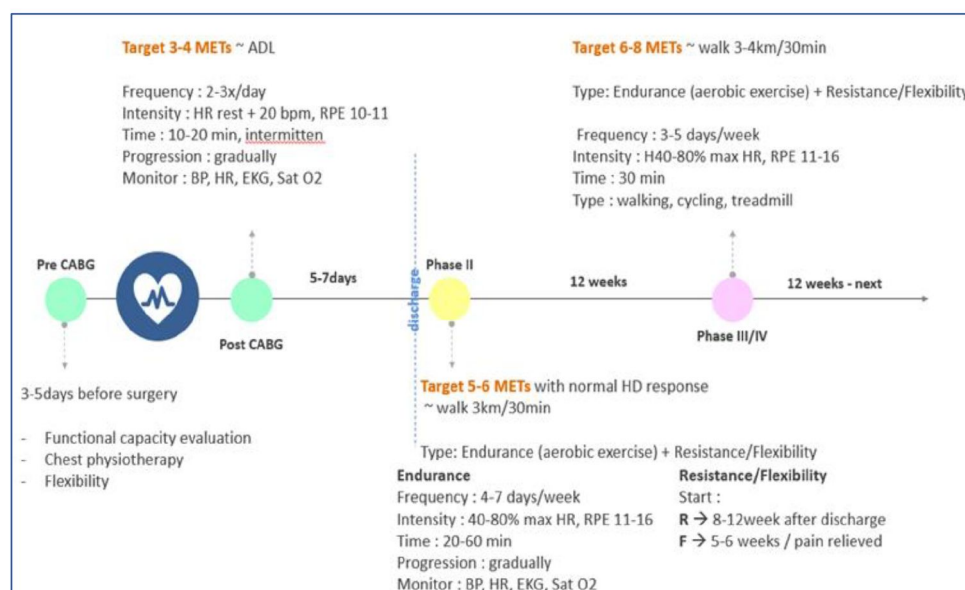 Target 3-4 METs ~ ADL
Frequency : 2-3x/day
Intensity : HR rest + 20 bpm, RPE 10-11
Time : 10-20 min, intermitten
Progression : gradually
Monitor : BP, HR, EKG, Sat O2
Target 6-8 METs ~ walk 3-4km/30min
Type: Endurance (aerobic exercise) + Resistance/Flexibility
Frequency : 3-5 days/week
Intensity : H40-80% max HR, RPE 11-16
Time : 30 min
Type : walking, cycling, treadmill
Pre CABG
Post CABG
5-7days
discharge
Phase II
12 weeks
Phase III/IV
12 weeks - next
3-5days before surgery
- Functional capacity evaluation
- Chest physiotherapy
- Flexibility
Target 5-6 METs with normal HD response
~ walk 3km/30min
Type: Endurance (aerobic exercise) + Resistance/Flexibility
Endurance
Frequency : 4-7 days/week
Intensity : 40-80% max HR, RPE 11-16
Time : 20-60 min
Progression : gradually
Monitor : BP, HR, EKG, Sat O2
Resistance/Flexibility
Start :
R → 8-12week after discharge
F → 5-6 weeks / pain relieved